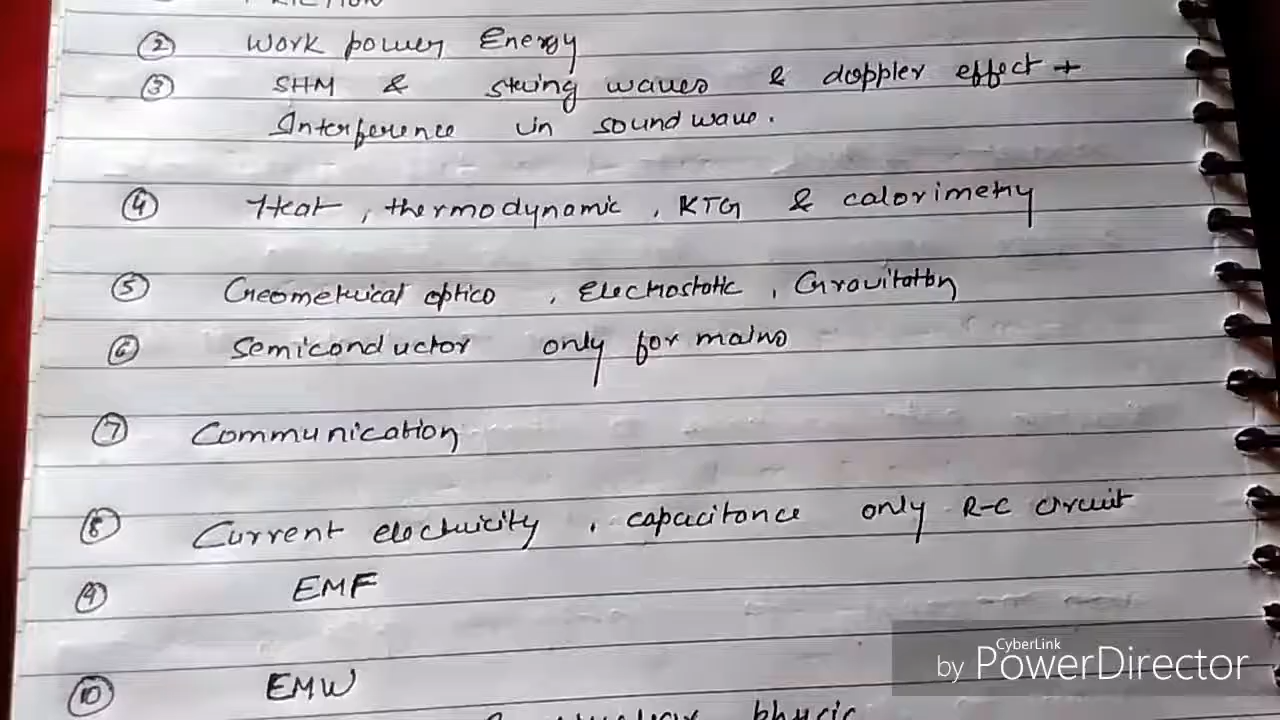 ② Work power Energy
③ SHM & string waves & doppler effect +
Interference in sound wave.
④ Heat, thermodynamic, KTG & calorimetry
⑤ Geometrical optics, Electrostatic, Gravitation
⑥ Semiconductor only for mains
⑦ Communication
⑧ Current electricity, capacitance only R-C circuit
⑨ EMF
CyberLink
by PowerDirector
⑩ EMW
physic